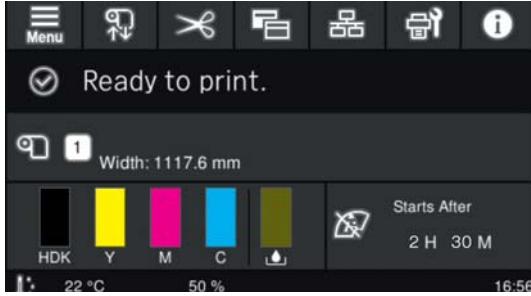 Menu
Ready to print.
1
Width: 1117.6 mm
Starts After
2 H 30 M
HDK Y M C
22 °C 50 % 16:56